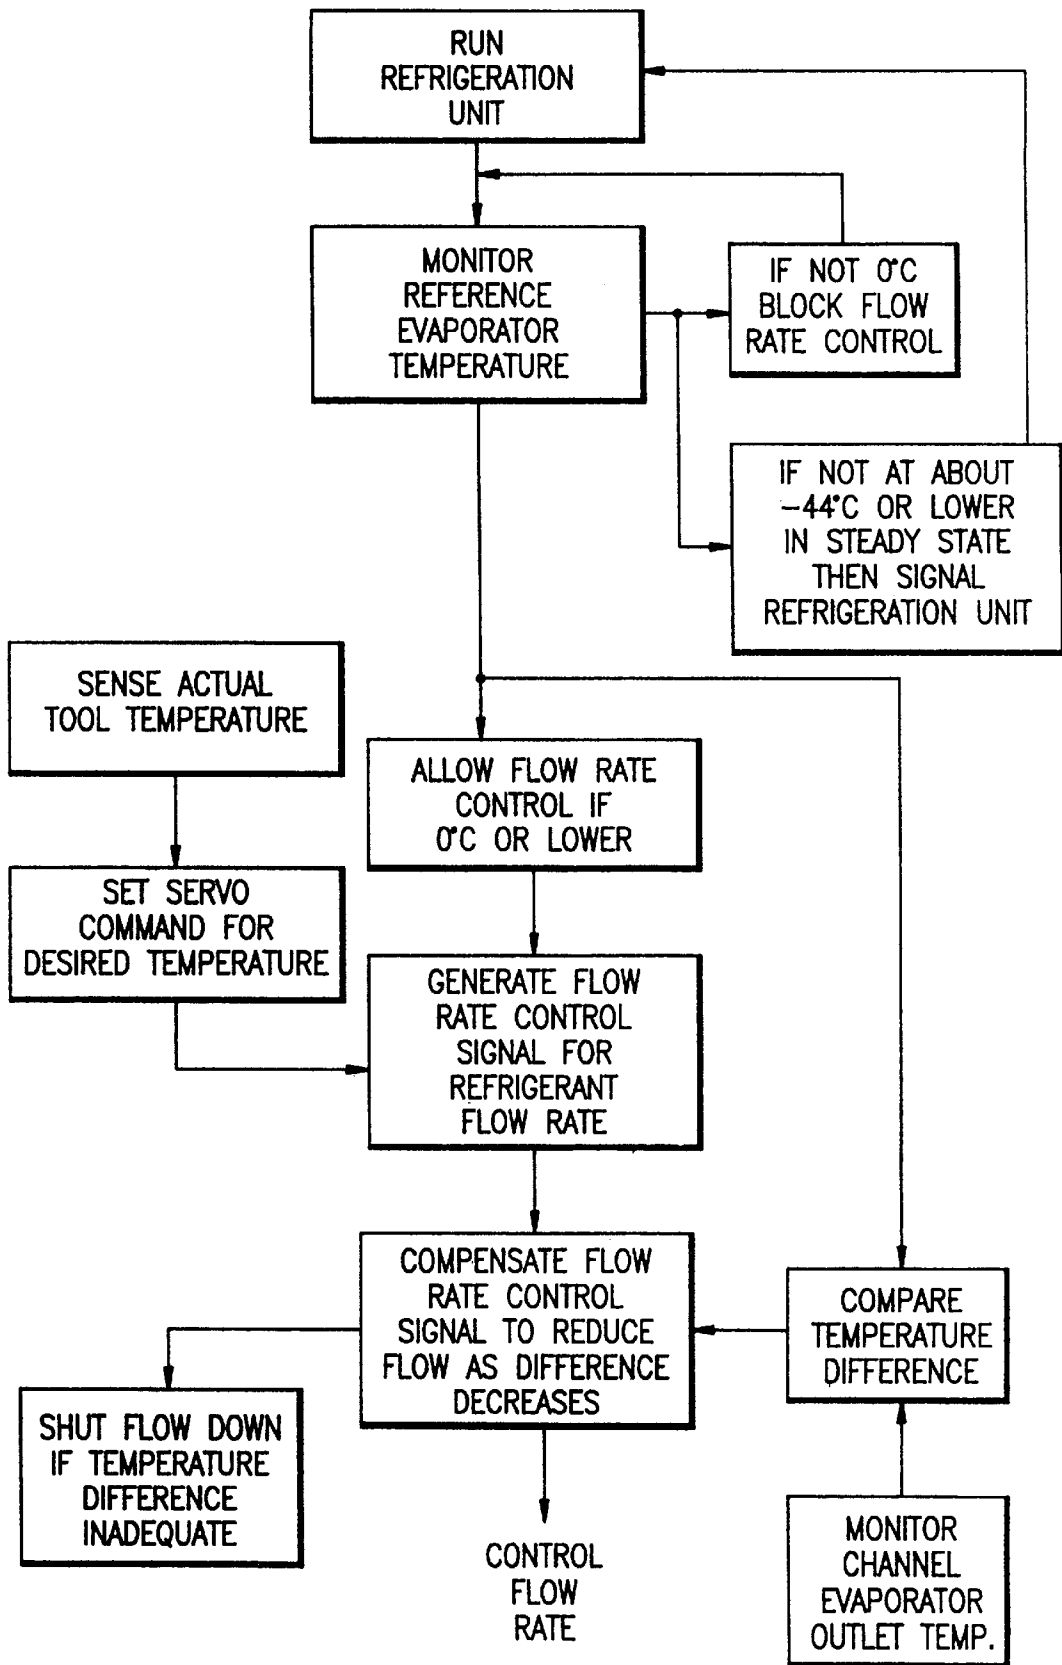 RUN
REFRIGERATION
UNIT
MONITOR
REFERENCE
EVAPORATOR
TEMPERATURE
IF NOT 0°C
BLOCK FLOW
RATE CONTROL
IF NOT AT ABOUT
-44°C OR LOWER
IN STEADY STATE
THEN SIGNAL
REFRIGERATION UNIT
SENSE ACTUAL
TOOL TEMPERATURE
ALLOW FLOW RATE
CONTROL IF
0°C OR LOWER
SET SERVO
COMMAND FOR
DESIRED TEMPERATURE
GENERATE FLOW
RATE CONTROL
SIGNAL FOR
REFRIGERANT
FLOW RATE
COMPENSATE FLOW
RATE CONTROL
SIGNAL TO REDUCE
FLOW AS DIFFERENCE
DECREASES
COMPARE
TEMPERATURE
DIFFERENCE
SHUT FLOW DOWN
IF TEMPERATURE
DIFFERENCE
INADEQUATE
CONTROL
FLOW
RATE
MONITOR
CHANNEL
EVAPORATOR
OUTLET TEMP.